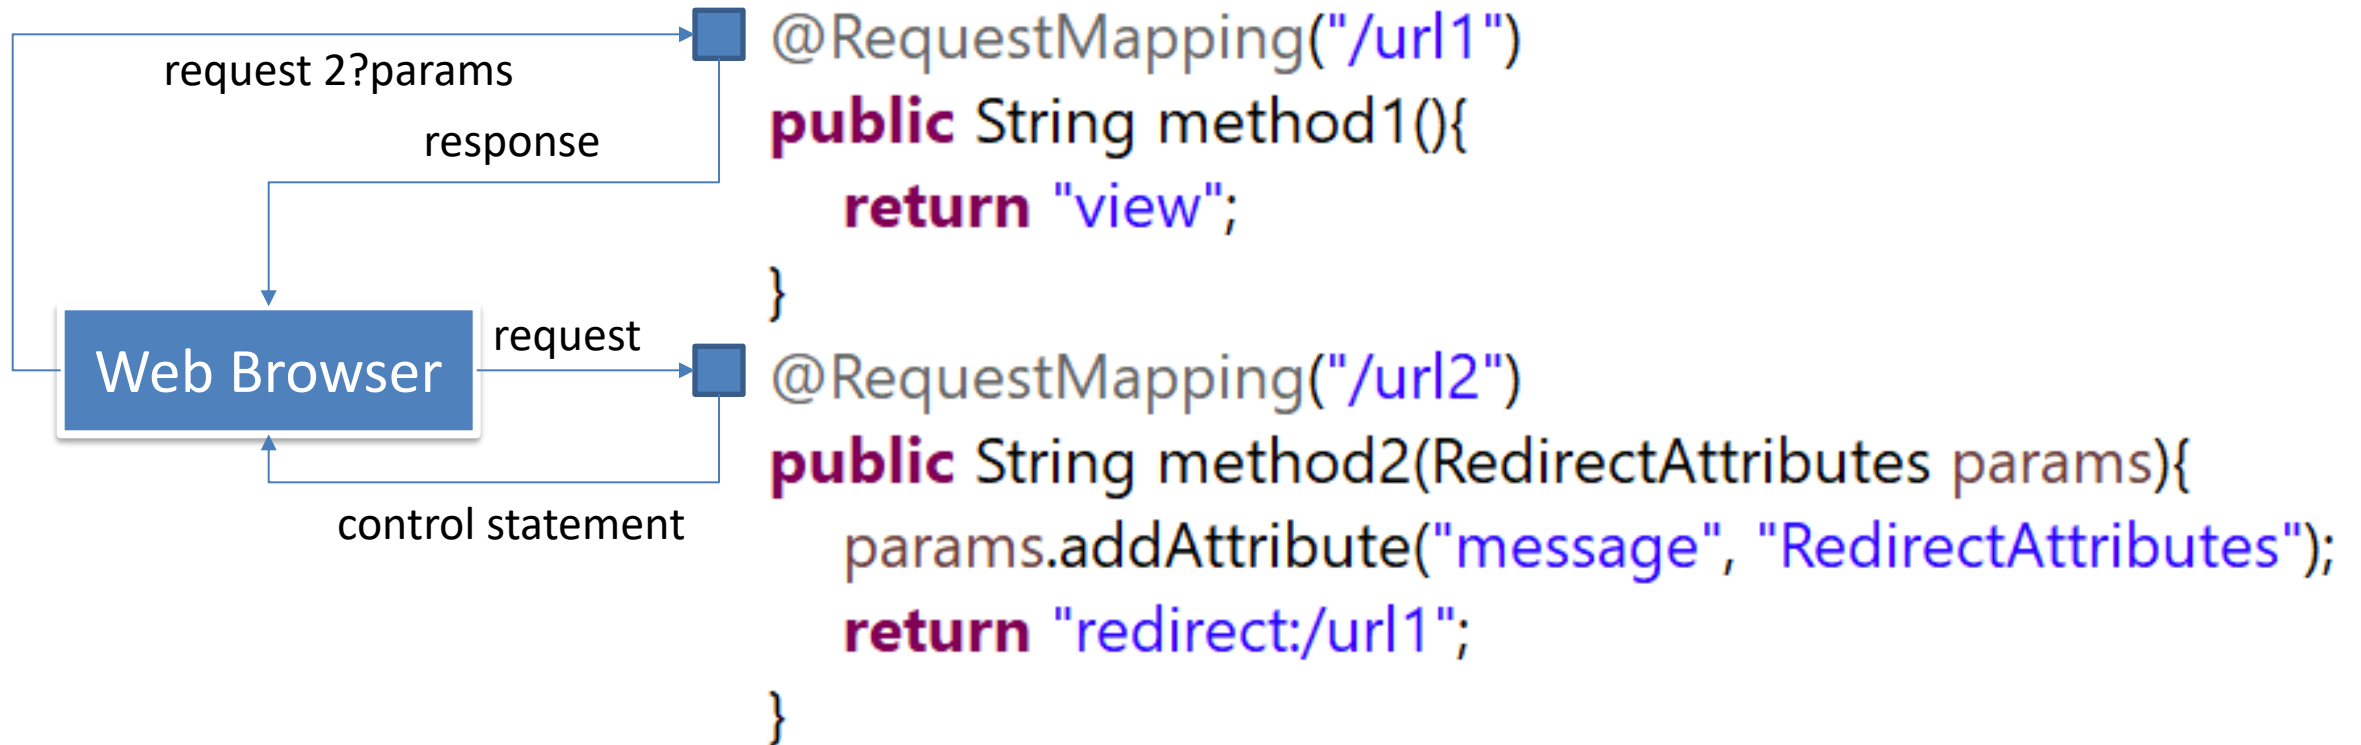 request 2?params
response
Web Browser
request
control statement
@RequestMapping("/url1")
public String method1(){
return "view";
}
@RequestMapping("/url2")
public String method2(RedirectAttributes params){
params.addAttribute("message", "RedirectAttributes");
return "redirect:/url1";
}